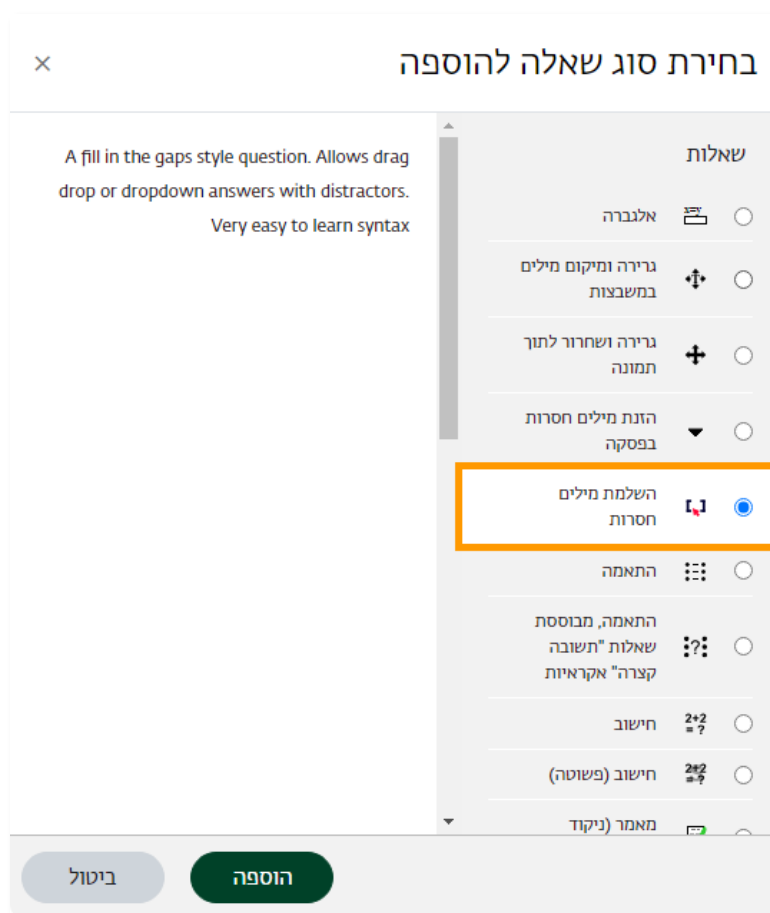 בחירת סוג שאלה להוספה
×
שאלות
אלגברה
גרירה ומיקום מילים
במשבצות
גרירה ושחרור לתוך
תמונה
הזנת מילים חסרות
בפסקה
השלמת מילים
חסרות
התאמה
התאמה, מבוססת
שאלות "תשובה
קצרה" אקראיות
2+2
= ?
חישוב
2+2
= ?
חישוב (פשוטה)
מאמר (ניקוד
A fill in the gaps style question. Allows drag
drop or dropdown answers with distractors.
Very easy to learn syntax
הוספה
ביטול